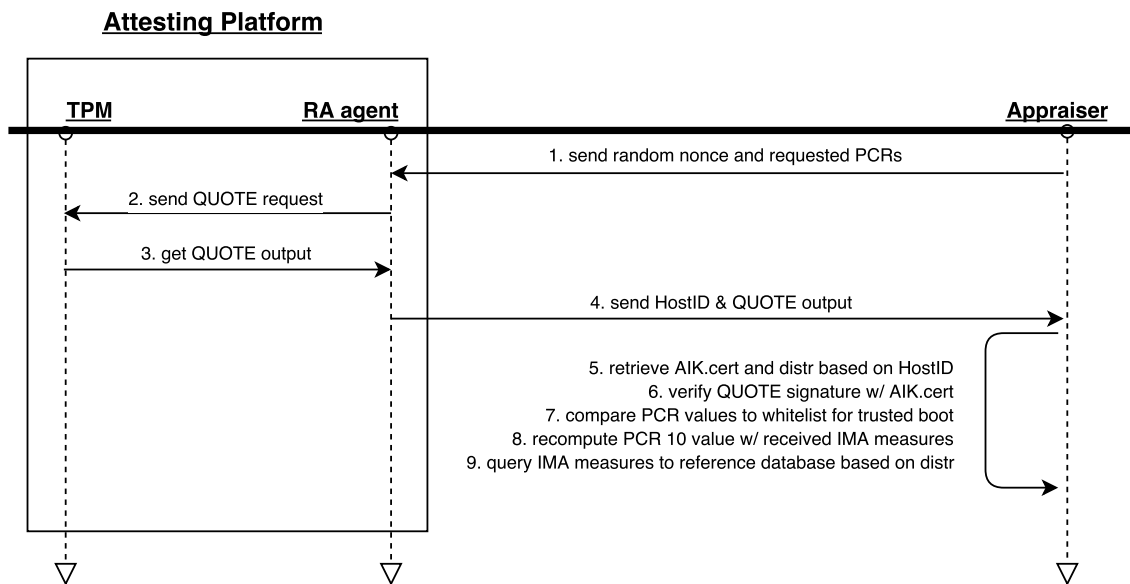 Attesting Platform
TPM
RA agent
Appraiser
1. send random nonce and requested PCRs
2. send QUOTE request
3. get QUOTE output
4. send HostID & QUOTE output
5. retrieve AIK.cert and distr based on HostID
6. verify QUOTE signature w/ AIK.cert
7. compare PCR values to whitelist for trusted boot
8. recompute PCR 10 value w/ received IMA measures
9. query IMA measures to reference database based on distr